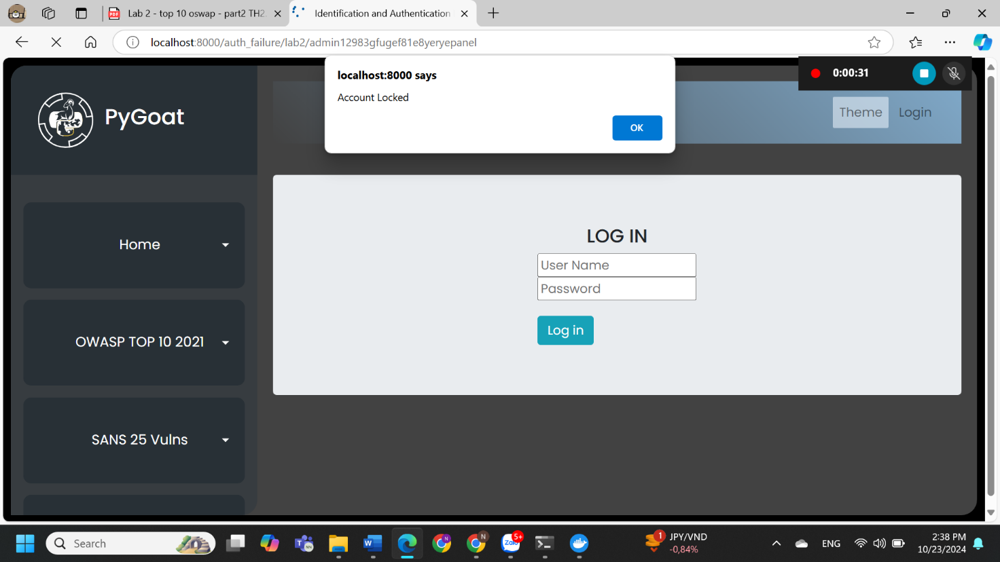 Lab 2 - top 10 oswap - part2 TH2
Identification and Authentication
localhost:8000/auth_failure/lab2/admin12983gfugef81e8yeryepanel
localhost:8000 says
Account Locked
OK
0:00:31
Theme
Login
PyGoat
LOG IN
User Name
Password
Log in
Home
OWASP TOP 10 2021
SANS 25 Vulns
Search
5+
1
JPY/VND
-0,84%
ENG
2:38 PM
10/23/2024